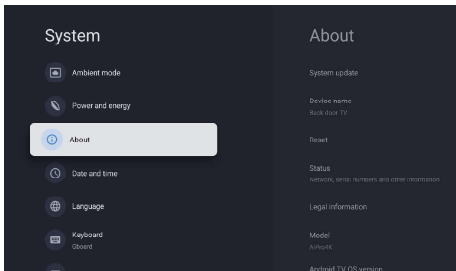 System
Ambient mode
Power and energy
About
Date and time
Language
Keyboard
Gboard
About
System update
Device name
Back door TV
Reset
Status
Network, serial numbers and other information
Legal information
Model
AiPro4K
Android TV OS version